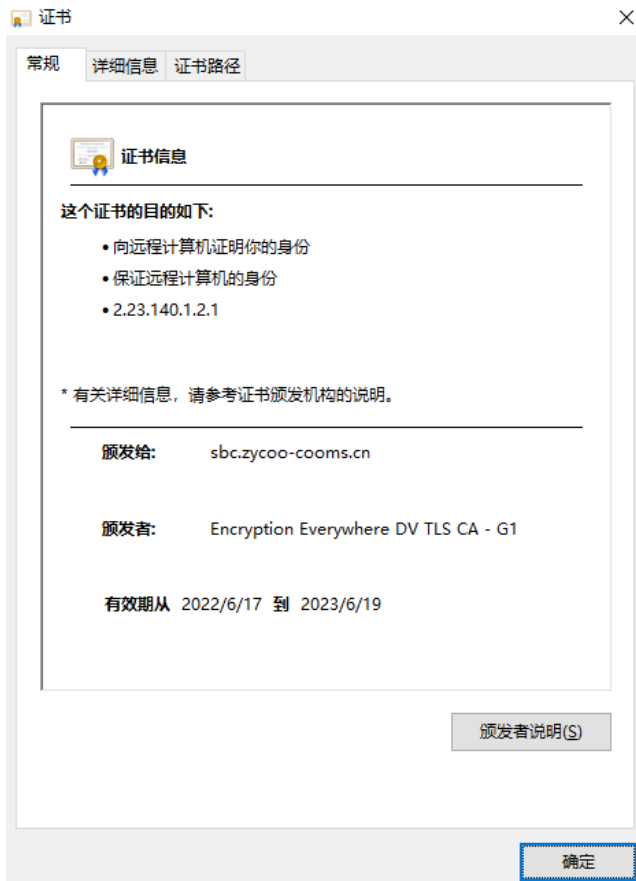 证书
常规 详细信息 证书路径
证书信息
这个证书的目的如下:
• 向远程计算机证明你的身份
• 保证远程计算机的身份
• 2.23.140.1.2.1
* 有关详细信息，请参考证书颁发机构的说明。
颁发给: sbc.zycoo-cooms.cn
颁发者: Encryption Everywhere DV TLS CA - G1
有效期从 2022/6/17 到 2023/6/19
颁发者说明(S)
确定